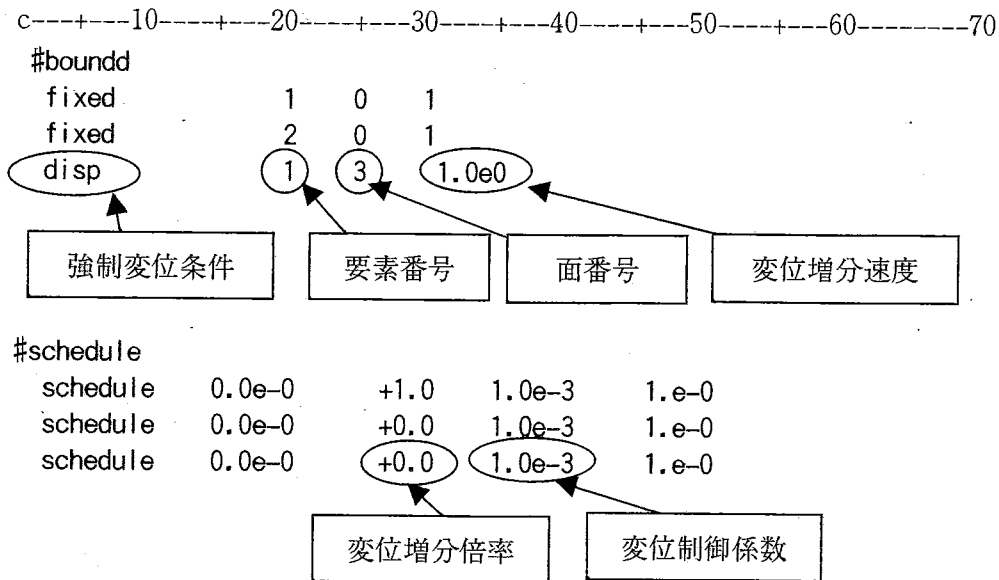 c---+---10----+----20----+----30----+----40----+----50----+----60--------70
#boundd
fixed 1 0 1
fixed 2 0 1
disp 1 3 1.0e0
強制変位条件 要素番号 面番号 変位増分速度
#schedule
schedule 0.0e-0 +1.0 1.0e-3 1.e-0
schedule 0.0e-0 +0.0 1.0e-3 1.e-0
schedule 0.0e-0 +0.0 1.0e-3 1.e-0
変位増分倍率 変位制御係数